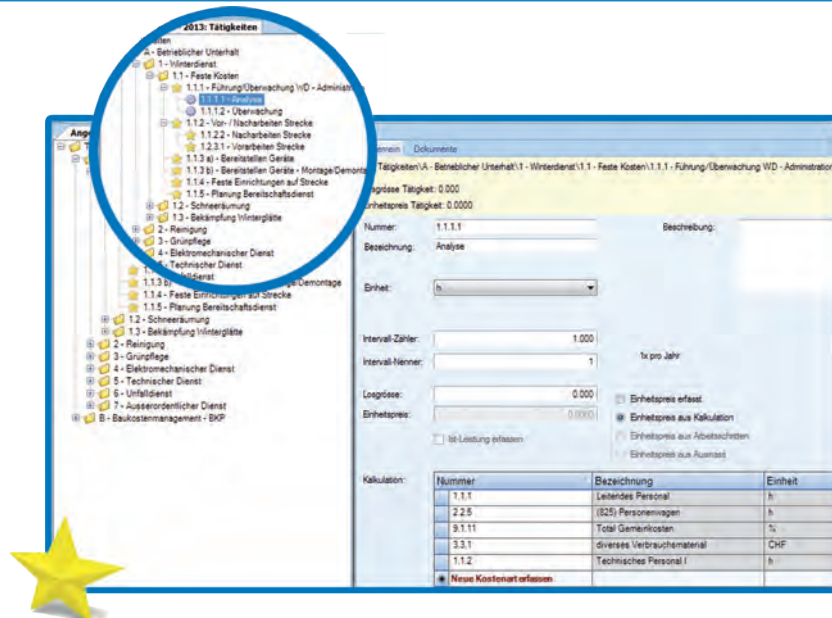 - 2013: Tätigkeiten
A - Betrieblicher Unterhalt
1 - Winterdienst
1.1 - Feste Kosten
1.1.1 - Führung/Überwachung WD - Administrat
1.1.1.1 - Analyse
1.1.1.2 - Überwachung
1.1.2 - Vor- / Nacharbeiten Strecke
1.1.2.2 - Nacharbeiten Strecke
1.2.3.1 - Vorarbeiten Strecke
1.1.3 a) - Bereitstellen Geräte
1.1.3 b) - Bereitstellen Geräte - Montage/Demonta
1.1.4 - Feste Einrichtungen auf Strecke
1.1.5 - Planung Bereitschaftsdienst
1.2 - Schneeräumung
1.3 - Bekämpfung Winterglätte
2 - Reinigung
3 - Grünpflege
4 - Elektromechanischer Dienst
Technischer Dienst
Unfalldienst
Ange
1.1.3 b)
ge/Demontage
1.1.4 - Feste Einrichtungen auf Strecke
1.1.5 - Planung Bereitschaftsdienst
1.2 - Schneeräumung
1.3 - Bekämpfung Winterglätte
2 - Reinigung
3 - Grünpflege
4 - Elektromechanischer Dienst
5 - Technischer Dienst
6 - Unfalldienst
7 - Ausserordentlicher Dienst
B - Baukostenmanagement - BKP
Dokumente
Tätigkeiten\A - Betrieblicher Unterhalt\1 - Winterdienst\1.1 - Feste Kosten\1.1.1 - Führung/Überwachung WD - Administration
Losgrösse Tätigkeit: 0.000
Einheitspreis Tätigkeit: 0.0000
Nummer: 1.1.1.1 Beschreibung:
Bezeichnung: Analyse
Einheit: h
Intervall-Zähler: 1.000
Intervall-Nenner: 1 1x pro Jahr
Losgrösse: 0.000 Einheitspreis erfasst
Einheitspreis: 0.0000 Einheitspreis aus Kalkulation
Ist-Leistung erfassen Einheitspreis aus Arbeitsschritten
Einheitspreis aus Ausmass
Kalkulation: Nummer Bezeichnung Einheit
1.1.1 Leitendes Personal h
2.2.5 (825) Personenwagen h
9.1.11 Total Gemeinkosten %
3.3.1 diverses Verbrauchsmaterial CHF
1.1.2 Technisches Personal I h
Neue Kostenart erfassen